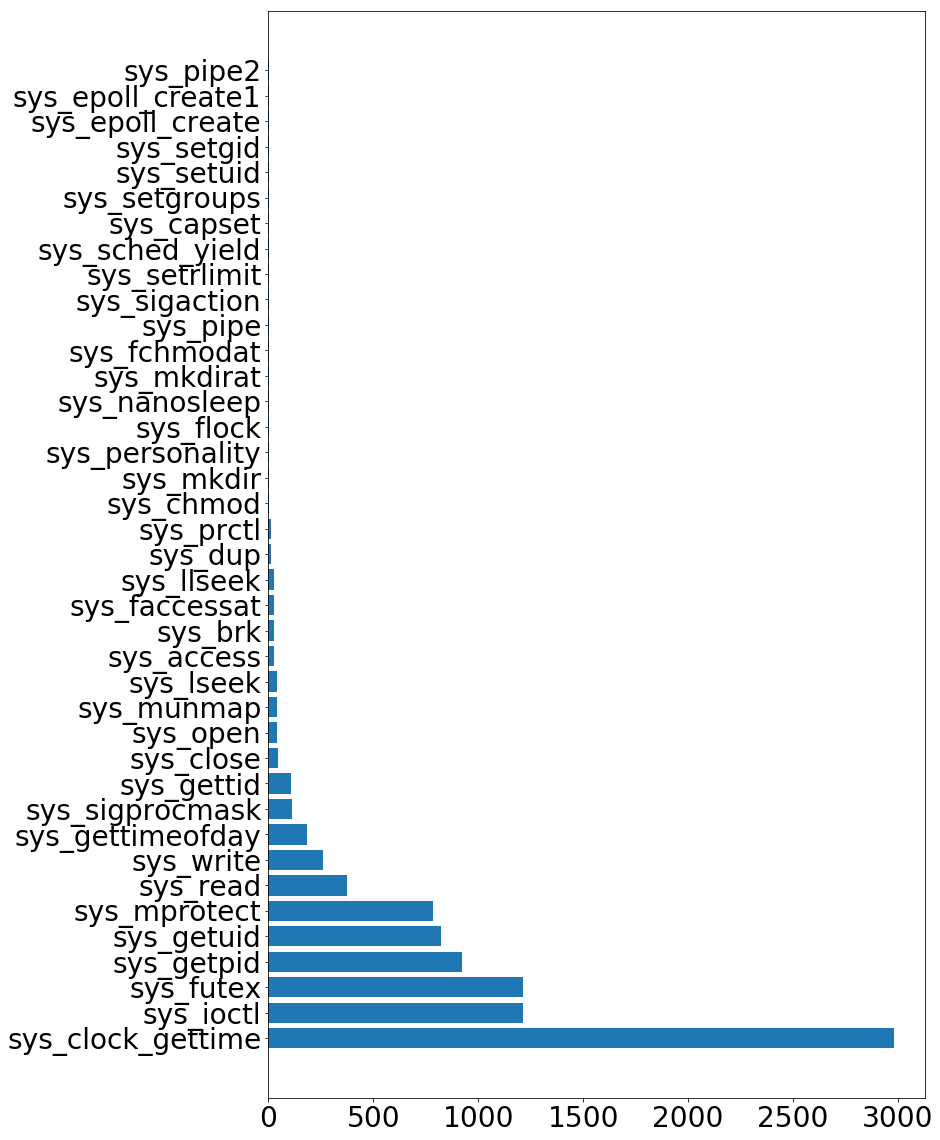 sys_pipe2
sys_epoll_create1
sys_epoll_create
sys_setgid
sys_setuid
sys_setgroups
sys_capset
sys_sched_yield
sys_setrlimit
sys_sigaction
sys_pipe
sys_fchmodat
sys_mkdirat
sys_nanosleep
sys_flock
sys_personality
sys_mkdir
sys_chmod
sys_prctl
sys_dup
sys_llseek
sys_faccessat
sys_brk
sys_access
sys_lseek
sys_munmap
sys_open
sys_close
sys_gettid
sys_sigprocmask
sys_gettimeofday
sys_write
sys_read
sys_mprotect
sys_getuid
sys_getpid
sys_futex
sys_ioctl
sys_clock_gettime
0 500 1000 1500 2000 2500 3000